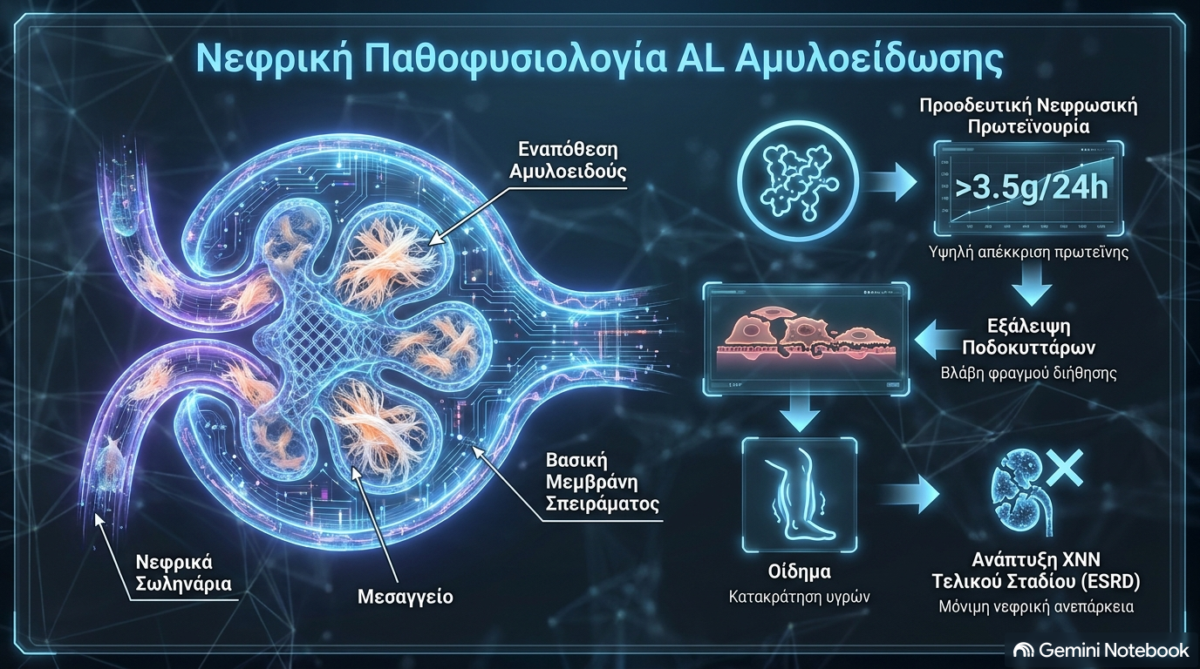 Νεφρική Παθοφυσιολογία AL Αμυλοείδωσης
Εναπόθεση
Αμυλοειδούς
Βασική
Μεμβράνη
Σπειράματος
Νεφρικά
Σωληνάρια
Μεσαγγείο
Προοδευτική Νεφρωσική
Πρωτεϊνουρία
>3.5g/24h
Υψηλή απέκκριση πρωτεΐνης
Εξάλειψη
Ποδοκυττάρων
Βλάβη φραγμού διήθησης
Οίδημα
Κατακράτηση υγρών
Ανάπτυξη ΧΝΝ
Τελικού Σταδίου (ESRD)
Μόνιμη νεφρική ανεπάρκεια
Gemini Notebook